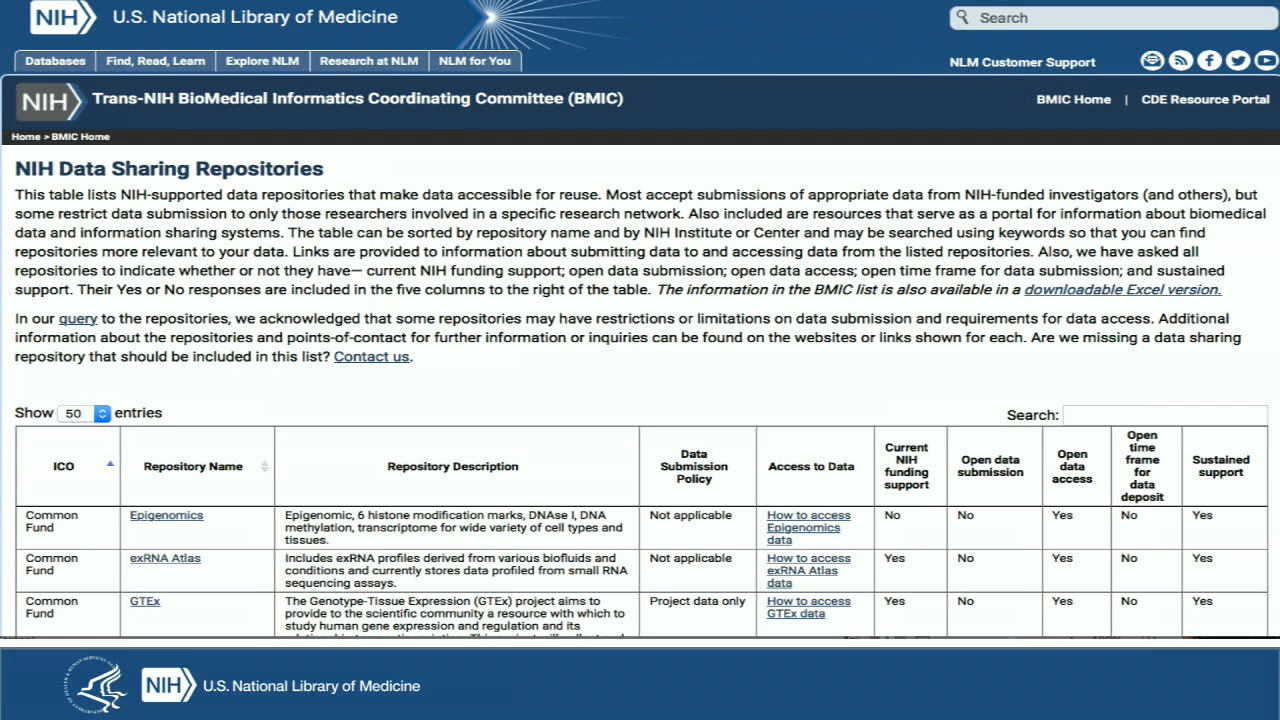 NIH U.S. National Library of Medicine
Search
Databases Find, Read, Learn Explore NLM Research at NLM NLM for You
NLM Customer Support
NIH Trans-NIH BioMedical Informatics Coordinating Committee (BMIC)
BMIC Home | CDE Resource Portal
Home > BMIC Home
NIH Data Sharing Repositories
This table lists NIH-supported data repositories that make data accessible for reuse. Most accept submissions of appropriate data from NIH-funded investigators (and others), but
some restrict data submission to only those researchers involved in a specific research network. Also included are resources that serve as a portal for information about biomedical
data and information sharing systems. The table can be sorted by repository name and by NIH Institute or Center and may be searched using keywords so that you can find
repositories more relevant to your data. Links are provided to information about submitting data to and accessing data from the listed repositories. Also, we have asked all
repositories to indicate whether or not they have— current NIH funding support; open data submission; open data access; open time frame for data submission; and sustained
support. Their Yes or No responses are included in the five columns to the right of the table. The information in the BMIC list is also available in a downloadable Excel version.
In our query to the repositories, we acknowledged that some repositories may have restrictions or limitations on data submission and requirements for data access. Additional
information about the repositories and points-of-contact for further information or inquiries can be found on the websites or links shown for each. Are we missing a data sharing
repository that should be included in this list? Contact us.
Show 50 entries
Search:
ICO
Repository Name
Repository Description
Data
Submission
Policy
Access to Data
Current
NIH
funding
support
Open data
submission
Open
data
access
Open
time
frame
for
data
deposit
Sustained
support
Common
Fund
Epigenomics
Epigenomic, 6 histone modification marks, DNAse I, DNA
methylation, transcriptome for wide variety of cell types and
tissues.
Not applicable
How to access
Epigenomics
data
No
No
Yes
No
Yes
Common
Fund
exRNA Atlas
Includes exRNA profiles derived from various biofluids and
conditions and currently stores data profiled from small RNA
sequencing assays.
Not applicable
How to access
exRNA Atlas
data
Yes
No
Yes
No
Yes
Common
Fund
GTEx
The Genotype-Tissue Expression (GTEx) project aims to
provide to the scientific community a resource with which to
study human gene expression and regulation and its
Project data only
How to access
GTEx data
Yes
No
Yes
No
Yes
NIH U.S. National Library of Medicine